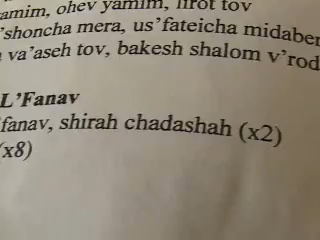 amim, ohev yamim, lirot tov
'shoncha mera, us'fateicha midaber
va'aseh tov, bakesh shalom v'rod
L'Fanav
fanav, shirah chadashah (x2)
(x8)